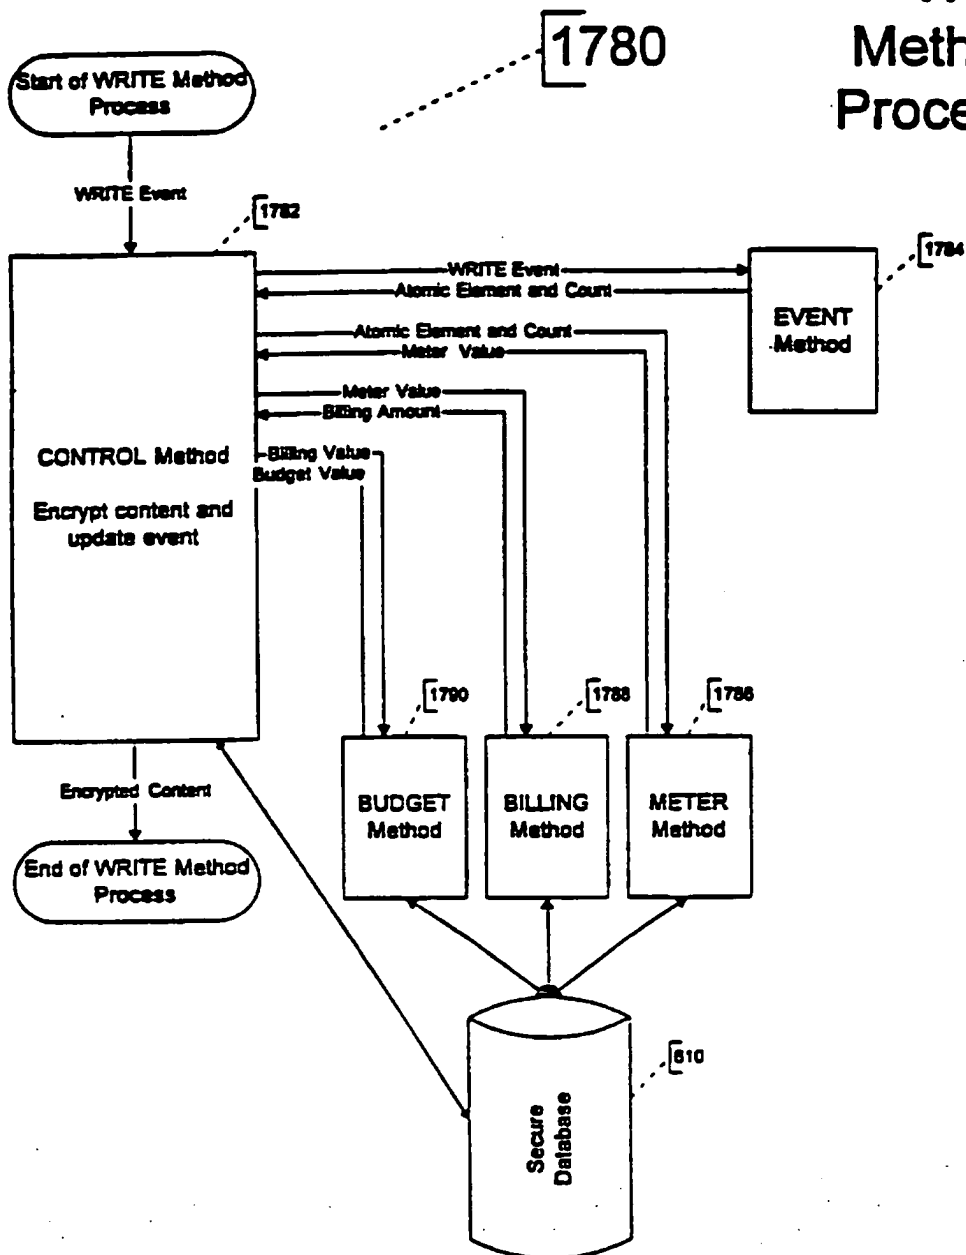 1780
Meth
Proce
Start of WRITE Method
Process
WRITE Event
1782
1784
WRITE Event
Atomic Element and Count
EVENT
Method
Atomic Element and Count
Meter Value
Meter Value
Billing Amount
CONTROL Method
Billing Value
Budget Value
Encrypt content and
update event
1790
1788
1786
Encrypted Content
BUDGET
Method
BILLING
Method
METER
Method
End of WRITE Method
Process
610
Secure
Database